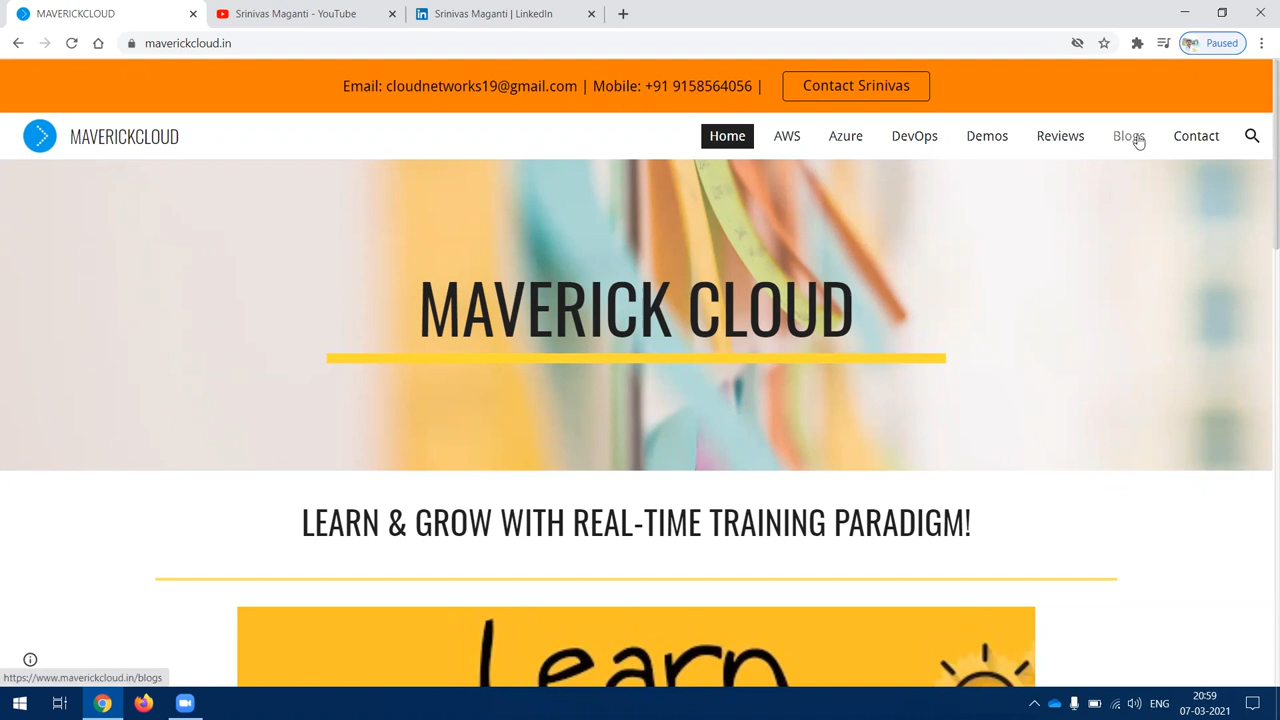 MAVERICKCLOUD
Srinivas Maganti - YouTube
Srinivas Maganti | LinkedIn
maverickcloud.in
Paused
Email: cloudnetworks19@gmail.com | Mobile: +91 9158564056 |
Contact Srinivas
MAVERICKCLOUD
Home AWS Azure DevOps Demos Reviews Blogs Contact
MAVERICK CLOUD
LEARN & GROW WITH REAL-TIME TRAINING PARADIGM!
Learn
https://www.maverickcloud.in/blogs
ENG
20:59
07-03-2021